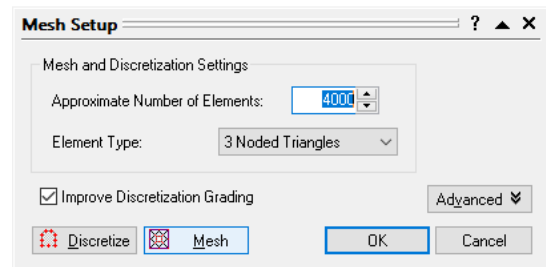 Mesh Setup ?
Mesh and Discretization Settings
Approximate Number of Elements: 4000
Element Type: 3 Noded Triangles
Improve Discretization Grading
Advanced
Discretize Mesh OK Cancel